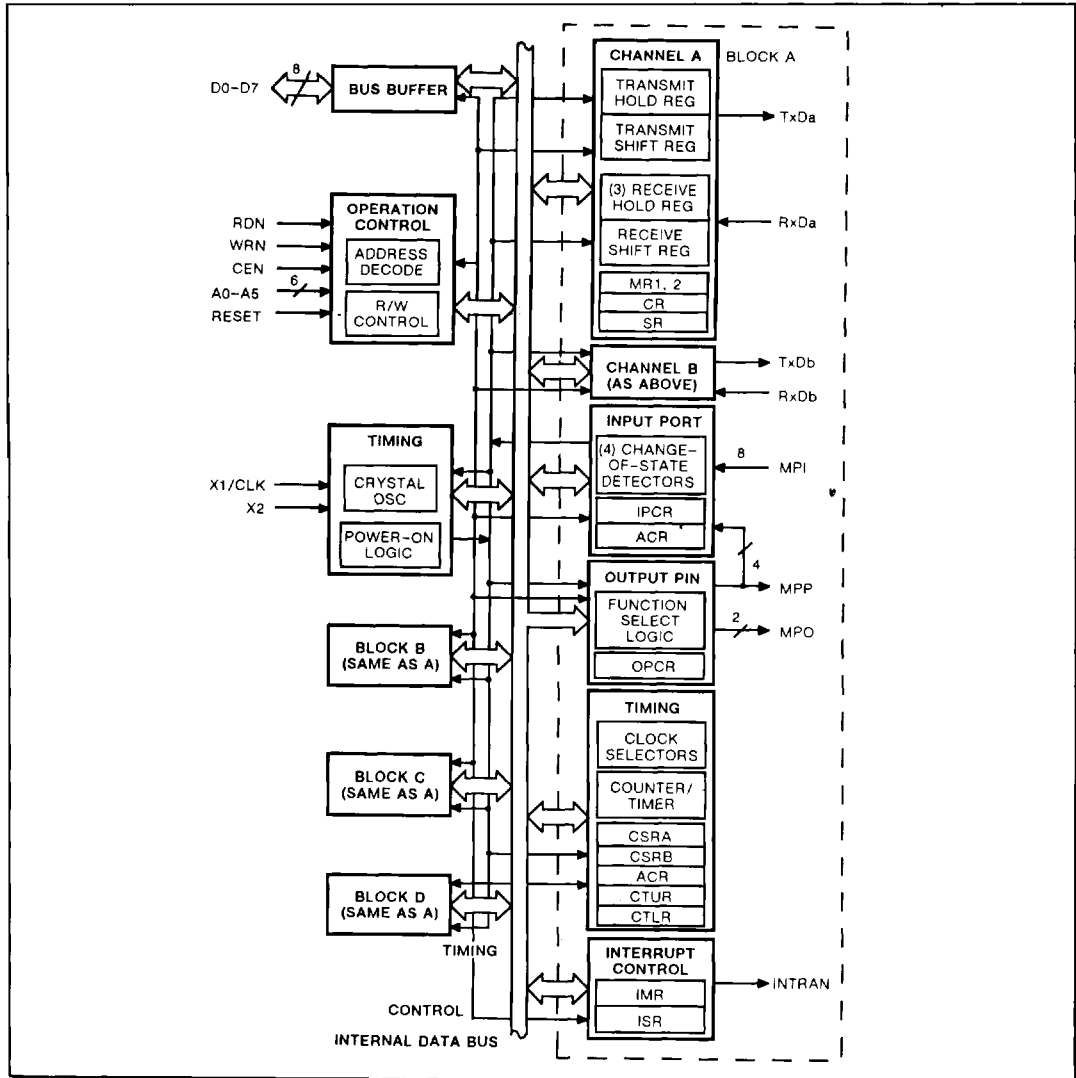 D0-D7
8
BUS BUFFER
RDN
WRN
CEN
A0-A5
6
RESET
OPERATION
CONTROL
ADDRESS
DECODE
R/W
CONTROL
X1/CLK
X2
TIMING
CRYSTAL
OSC
POWER-ON
LOGIC
BLOCK B
(SAME AS A)
BLOCK C
(SAME AS A)
BLOCK D
(SAME AS A)
TIMING
CONTROL
INTERNAL DATA BUS
BLOCK A
CHANNEL A
TRANSMIT
HOLD REG
TRANSMIT
SHIFT REG
TxDa
(3) RECEIVE
HOLD REG
RECEIVE
SHIFT REG
RxDa
MR1, 2
CR
SR
CHANNEL B
(AS ABOVE)
TxDb
RxDb
INPUT PORT
(4) CHANGE-
OF-STATE
DETECTORS
8
MPI
IPCR
ACR
4
OUTPUT PIN
MPP
FUNCTION
SELECT
LOGIC
2
MPO
OPCR
TIMING
CLOCK
SELECTORS
COUNTER/
TIMER
CSRA
CSRB
ACR
CTUR
CTLR
INTERRUPT
CONTROL
INTRAN
IMR
ISR